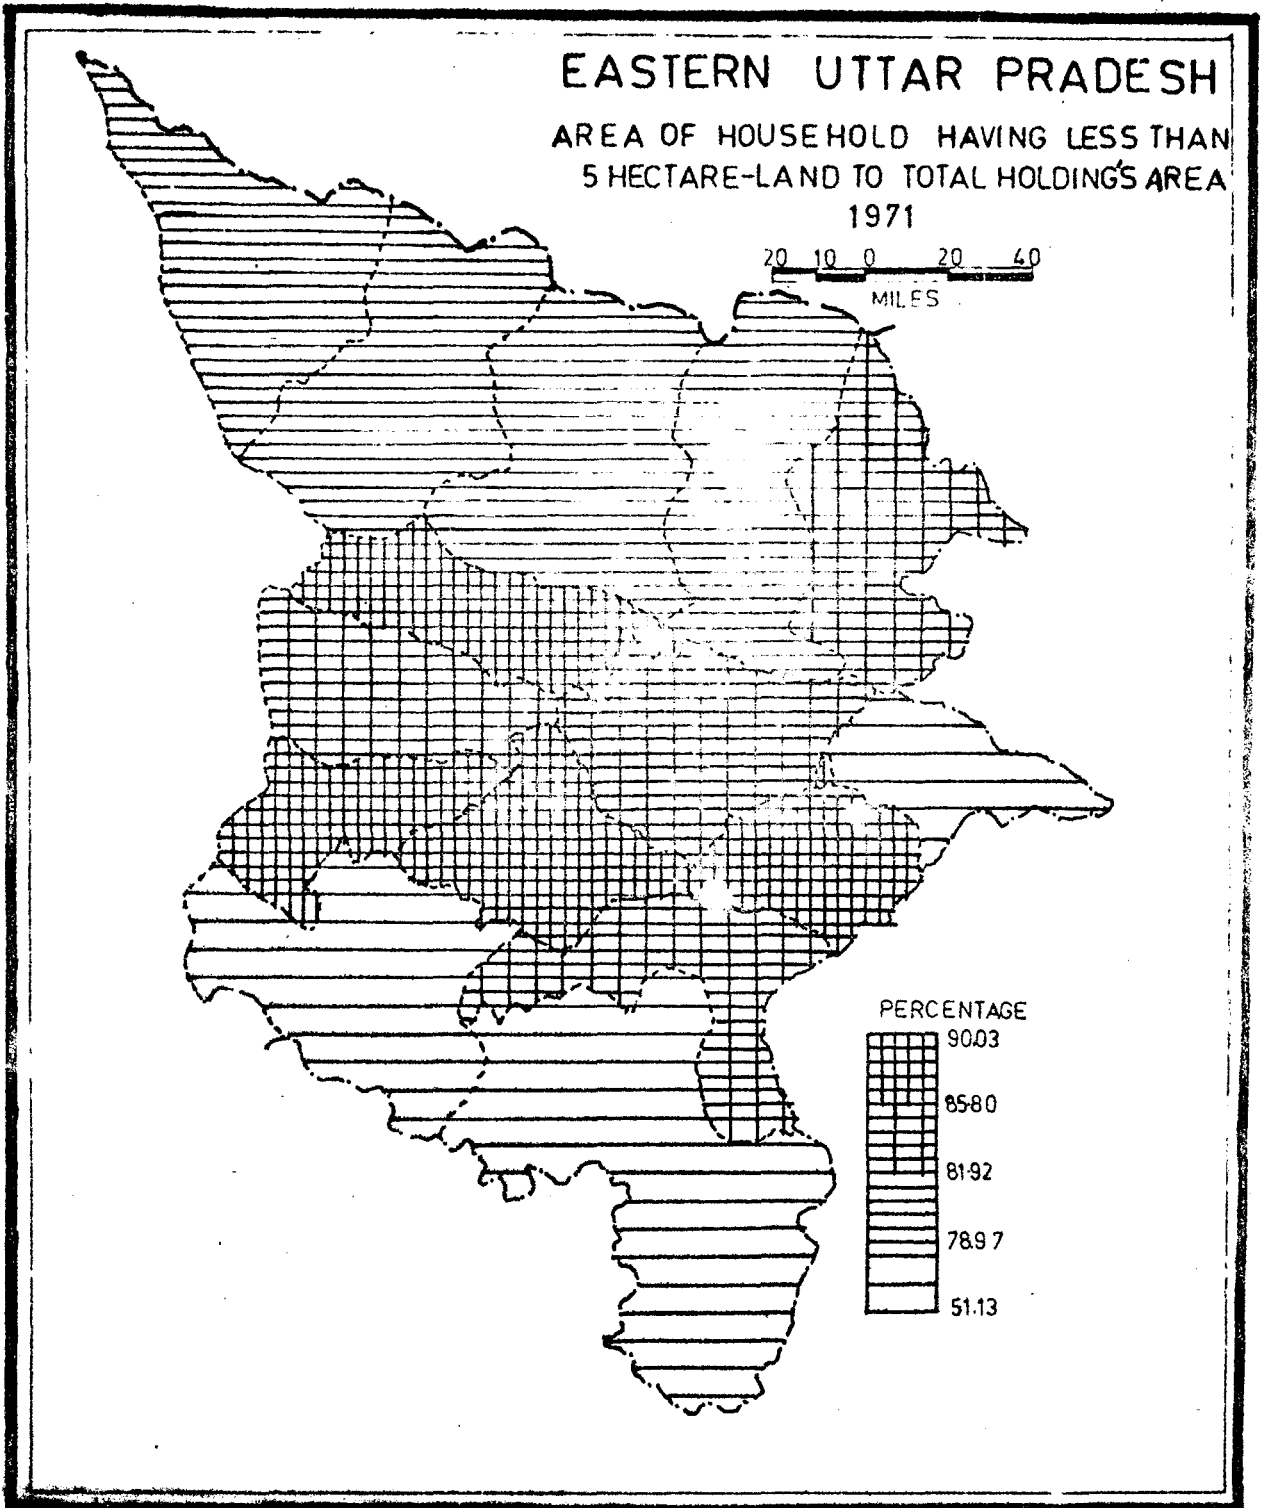 EASTERN UTTAR PRADESH
AREA OF HOUSEHOLD HAVING LESS THAN
5 HECTARE-LAND TO TOTAL HOLDING'S AREA
1971
20 10 0 20 40
MILES
PERCENTAGE
90.03
85.80
81.92
78.97
51.13